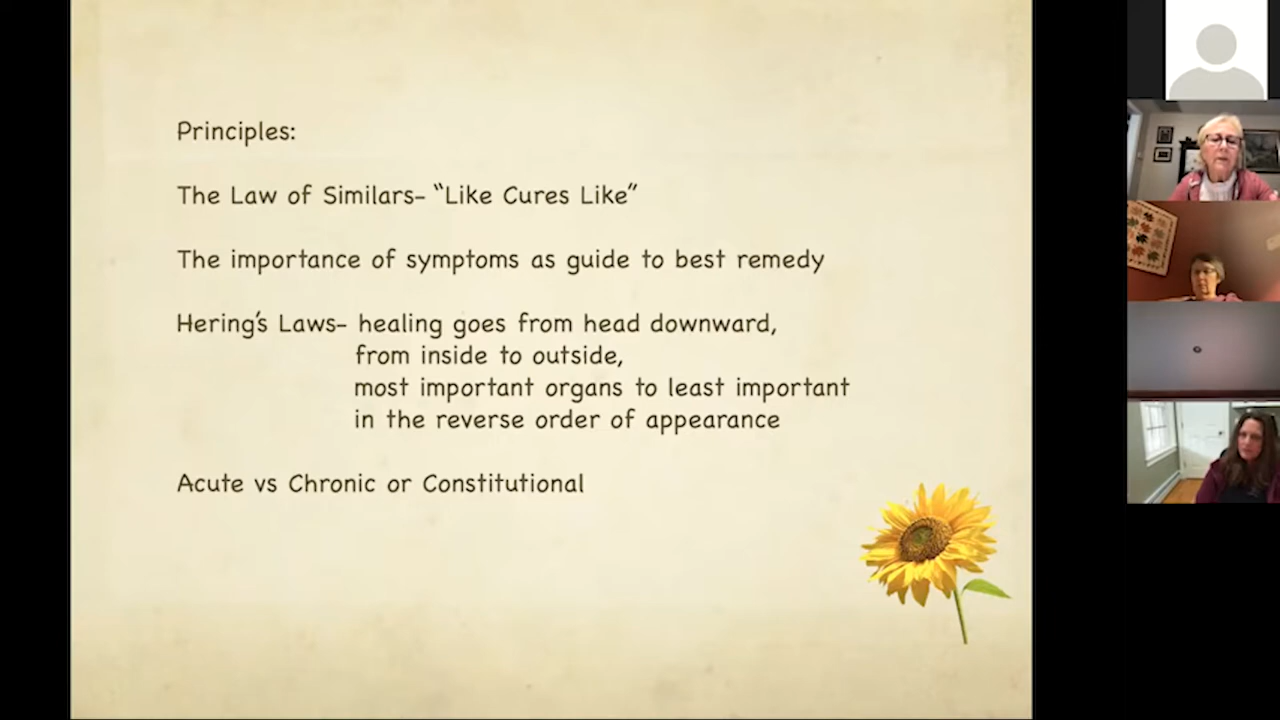 Principles:
The Law of Similars- “Like Cures Like”
The importance of symptoms as guide to best remedy
Hering's Laws- healing goes from head downward,
from inside to outside,
most important organs to least important
in the reverse order of appearance
Acute vs Chronic or Constitutional